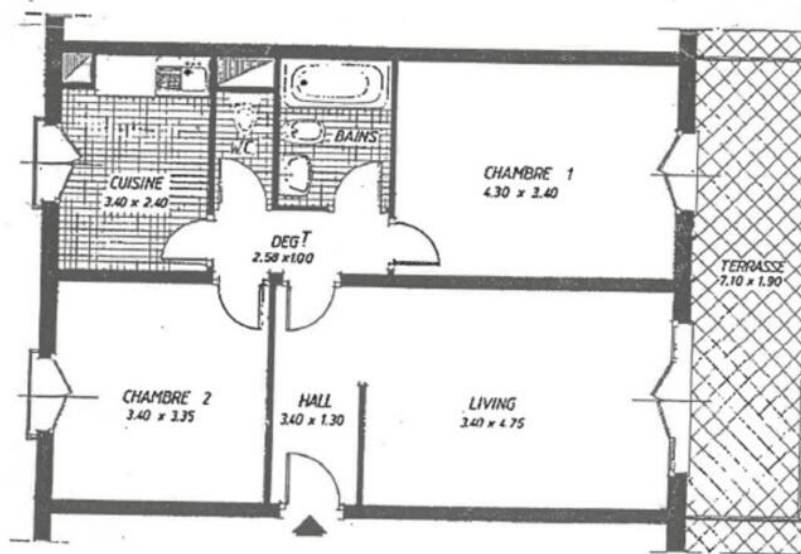 CUISINE
3.40 x 2.40
WC
BAINS
CHAMBRE 1
4.30 x 3.40
DEGT
2.58 x 1.00
TERRASSE
7.10 x 1.90
CHAMBRE 2
3.40 x 3.35
HALL
3.40 x 1.30
LIVING
3.40 x 4.75